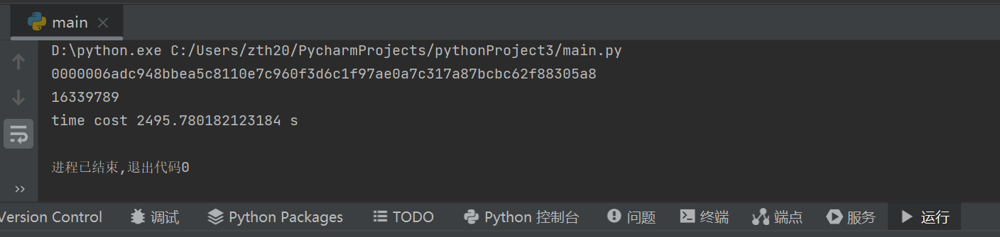 main
D:\python.exe C:/Users/zth20/PycharmProjects/pythonProject3/main.py
0000006adc948bbea5c8110e7c960f3d6c1f97ae0a7c317a87bcbc62f88305a8
16339789
time cost 2495.780182123184 s
进程已结束,退出代码0
Version Control 调试 Python Packages TODO Python 控制台 问题 终端 端点 服务 运行